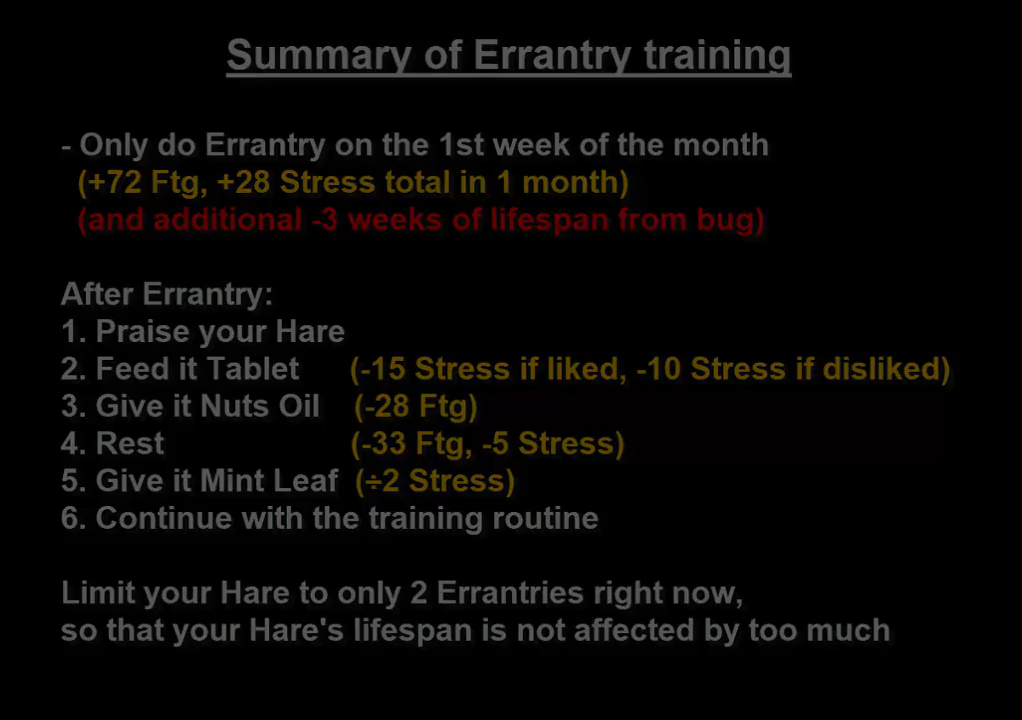 Summary of Errantry training
- Only do Errantry on the 1st week of the month
(+72 Ftg, +28 Stress total in 1 month)
(and additional -3 weeks of lifespan from bug)
After Errantry:
1. Praise your Hare
2. Feed it Tablet (-15 Stress if liked, -10 Stress if disliked)
3. Give it Nuts Oil (-28 Ftg)
4. Rest (-33 Ftg, -5 Stress)
5. Give it Mint Leaf (÷2 Stress)
6. Continue with the training routine
Limit your Hare to only 2 Errantries right now,
so that your Hare's lifespan is not affected by too much